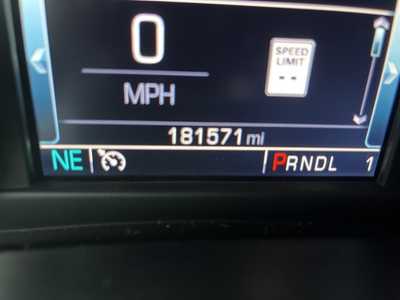 0
MPH
SPEED
LIMIT
--
181571 mi
NE PRNDL 1